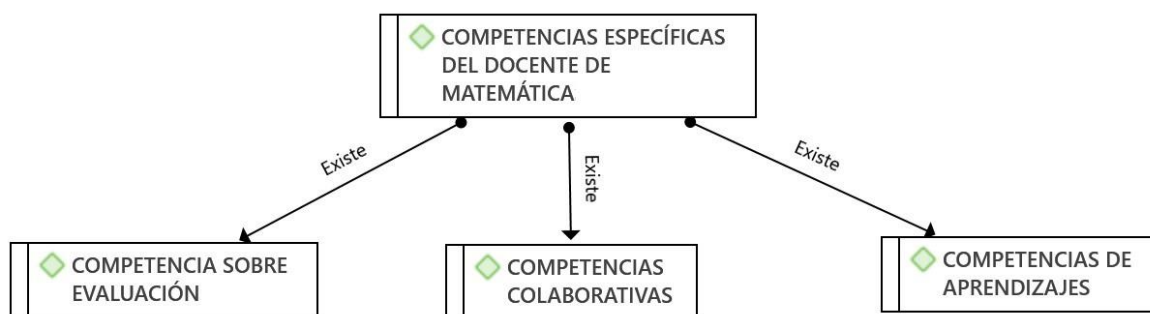 COMPETENCIAS ESPECÍFICAS
DEL DOCENTE DE
MATEMÁTICA
Existe
Existe
Existe
COMPETENCIA SOBRE
EVALUACIÓN
COMPETENCIAS
COLABORATIVAS
COMPETENCIAS DE
APRENDIZAJES